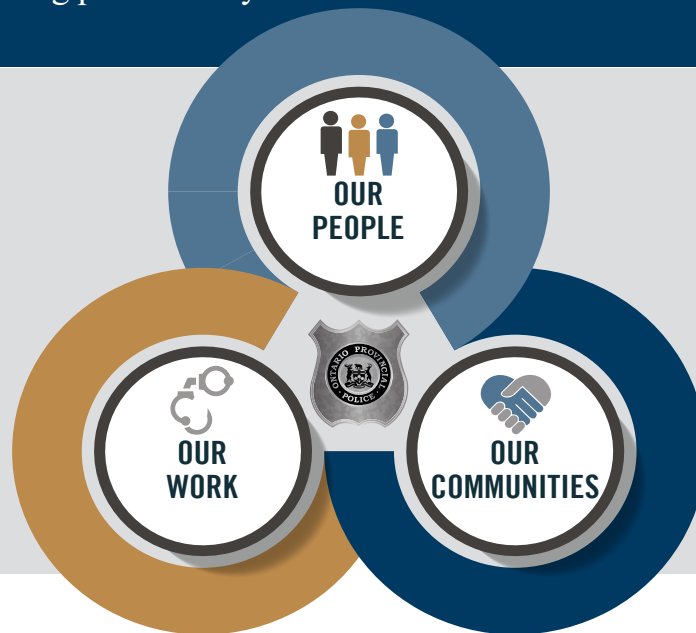 OUR
PEOPLE
ONTARIO PROVINCIAL
POLICE
OUR
WORK
OUR
COMMUNITIES